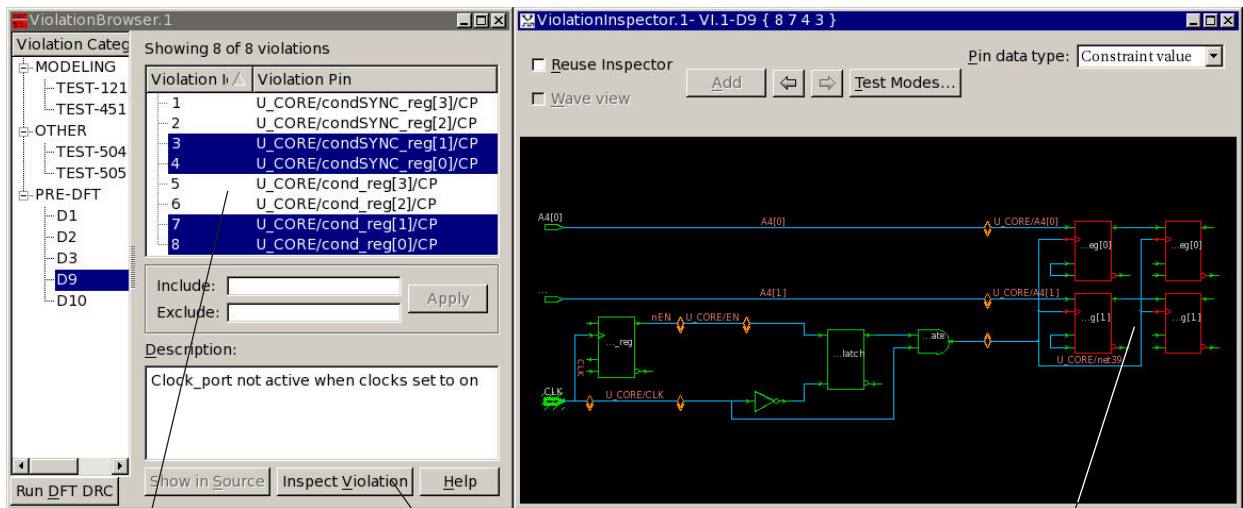 ViolationBrowser.1
Violation Categ
MODELING
TEST-121
TEST-451
OTHER
TEST-504
TEST-505
PRE-DFT
D1
D2
D3
D9
D10
Run DFT DRC
Showing 8 of 8 violations
Violation I Violation Pin
1 U_CORE/condSYNC_reg[3]/CP
2 U_CORE/condSYNC_reg[2]/CP
3 U_CORE/condSYNC_reg[1]/CP
4 U_CORE/condSYNC_reg[0]/CP
5 U_CORE/cond_reg[3]/CP
6 U_CORE/cond_reg[2]/CP
7 U_CORE/cond_reg[1]/CP
8 U_CORE/cond_reg[0]/CP
Include:
Exclude:
Apply
Description:
Clock_port not active when clocks set to on
Show in Source Inspect Violation Help
ViolationInspector.1- VI.1-D9 { 8 7 4 3 }
Reuse Inspector
Wave view
Add
Test Modes...
Pin data type: Constraint value
A4[0]
A4[0]
U_CORE/A4[0]
...eg[0]
...eg[0]
...
A4[1]
U_CORE/A4[1]
...g[1]
...g[1]
nEN
U_CORE/EN
..._reg
...latch
...ate
U_CORE/net39
CLK
CLK
U_CORE/CLK